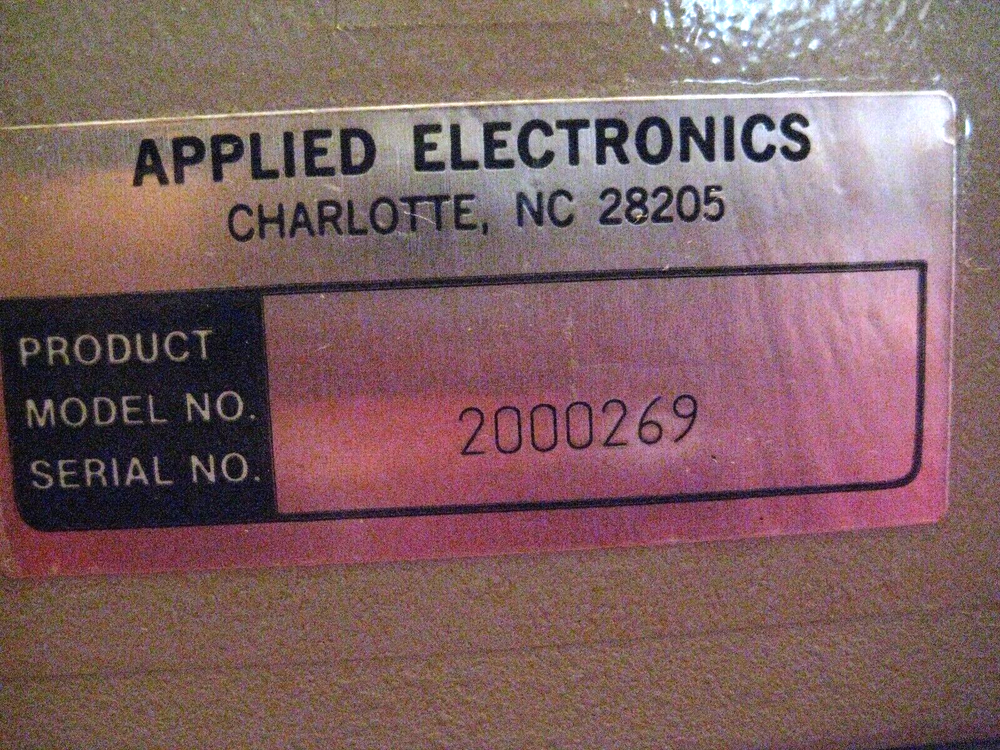 APPLIED ELECTRONICS
CHARLOTTE, NC 28205
PRODUCT
MODEL NO. 2000269
SERIAL NO.